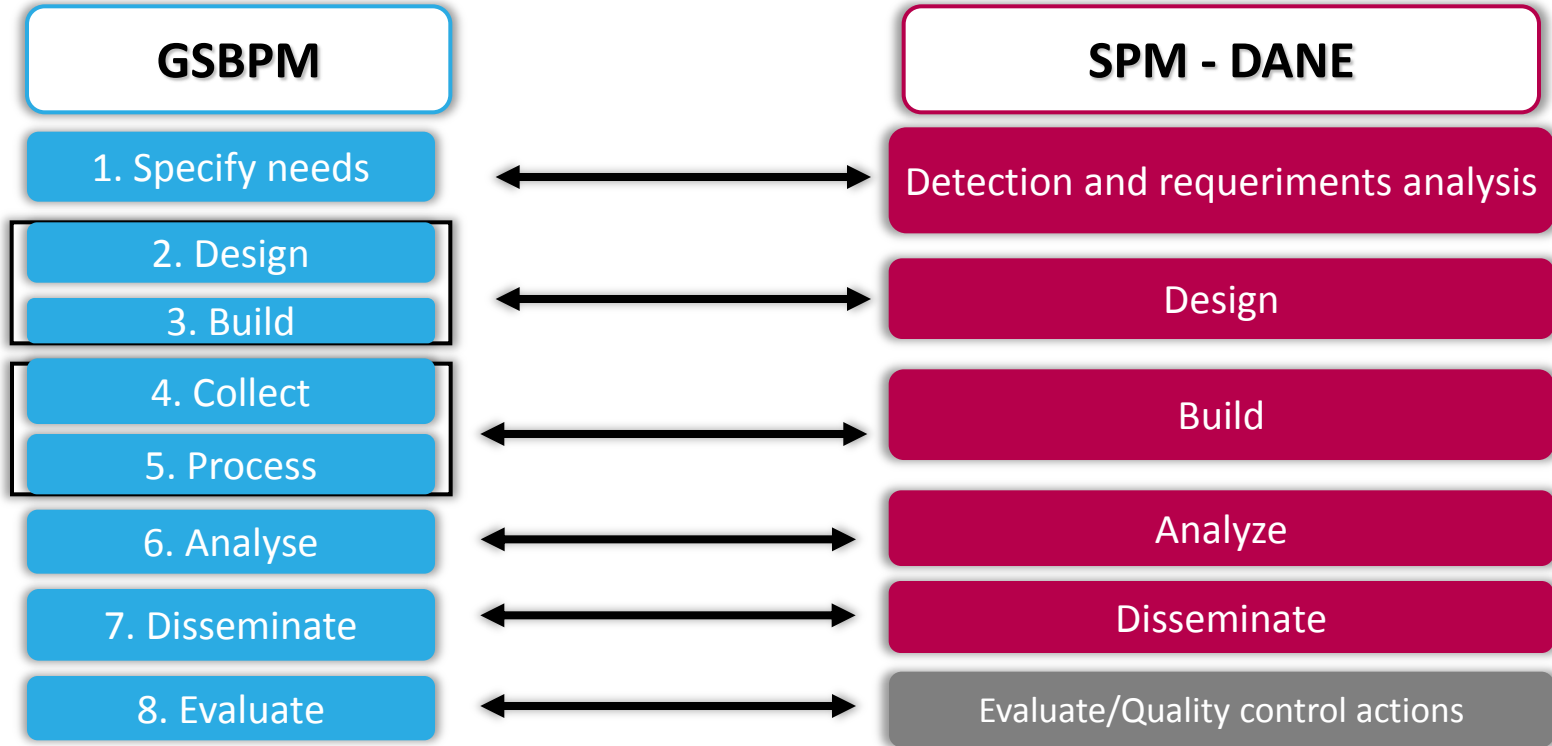 GSBPM
SPM - DANE
1. Specify needs
Detection and requeriments analysis
2. Design
3. Build
Design
4. Collect
5. Process
Build
6. Analyse
Analyze
7. Disseminate
Disseminate
8. Evaluate
Evaluate/Quality control actions